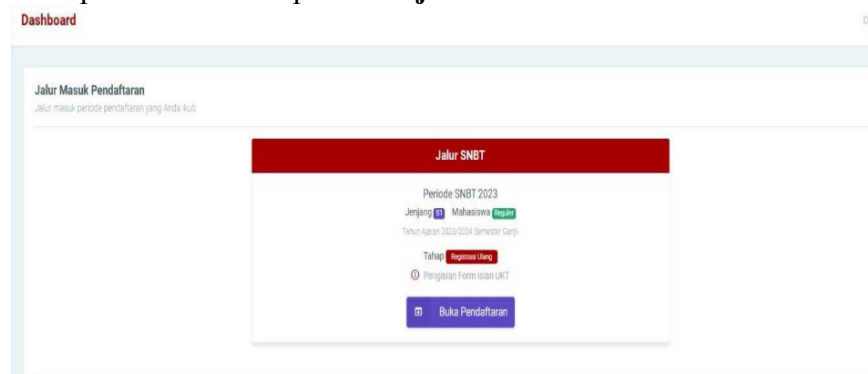 Dashboard
Jalur Masuk Pendaftaran
Jalur masuk periode pendaftaran yang Anda ikuti
Jalur SNBT
Periode SNBT 2023
Jenjang S1 Mahasiswa Reguler
Tahun Ajaran 2023/2024 Semester Ganjil
Tahap Registrasi Ulang
Pengisian Form isian UKT
Buka Pendaftaran